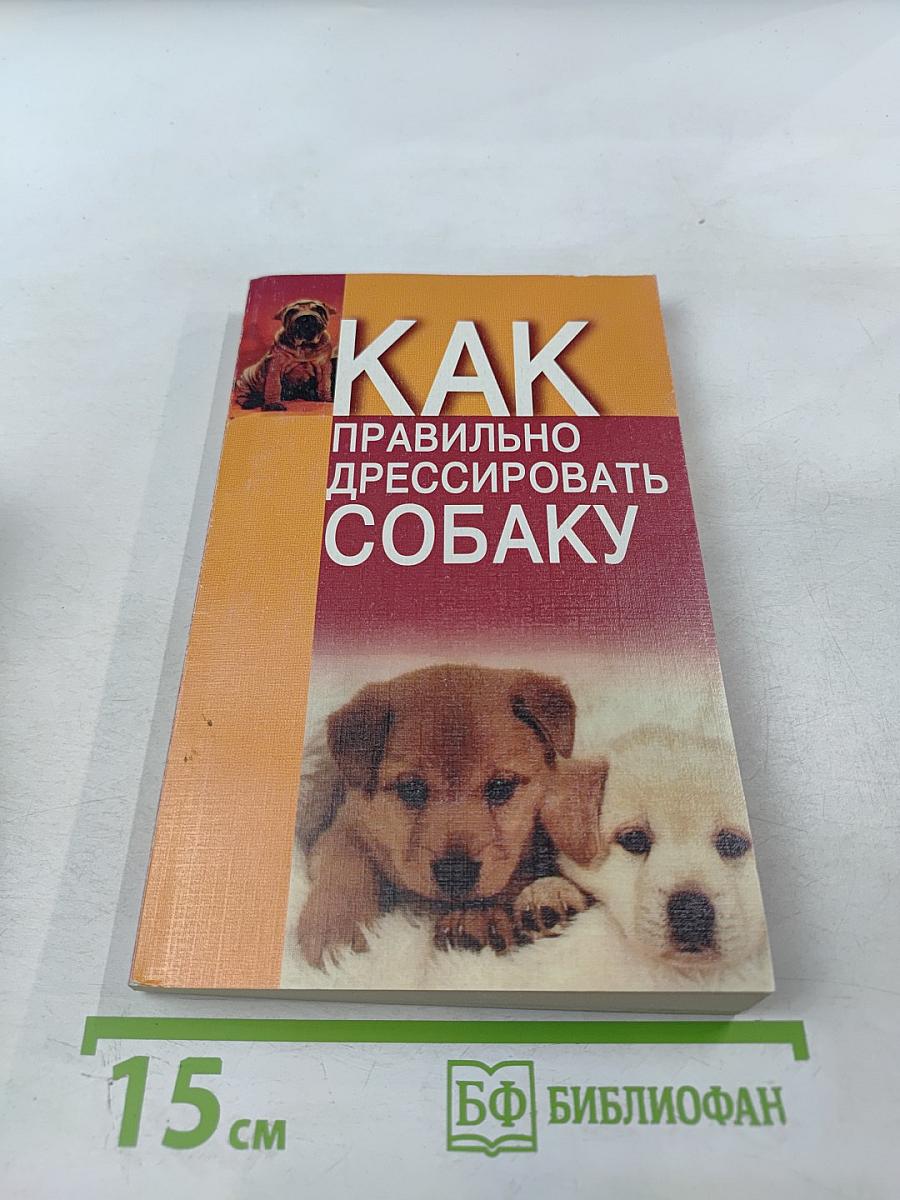 КАК
ПРАВИЛЬНО
ДРЕССИРОВАТЬ
СОБАКУ
15 см
БФ БИБЛИОФАН